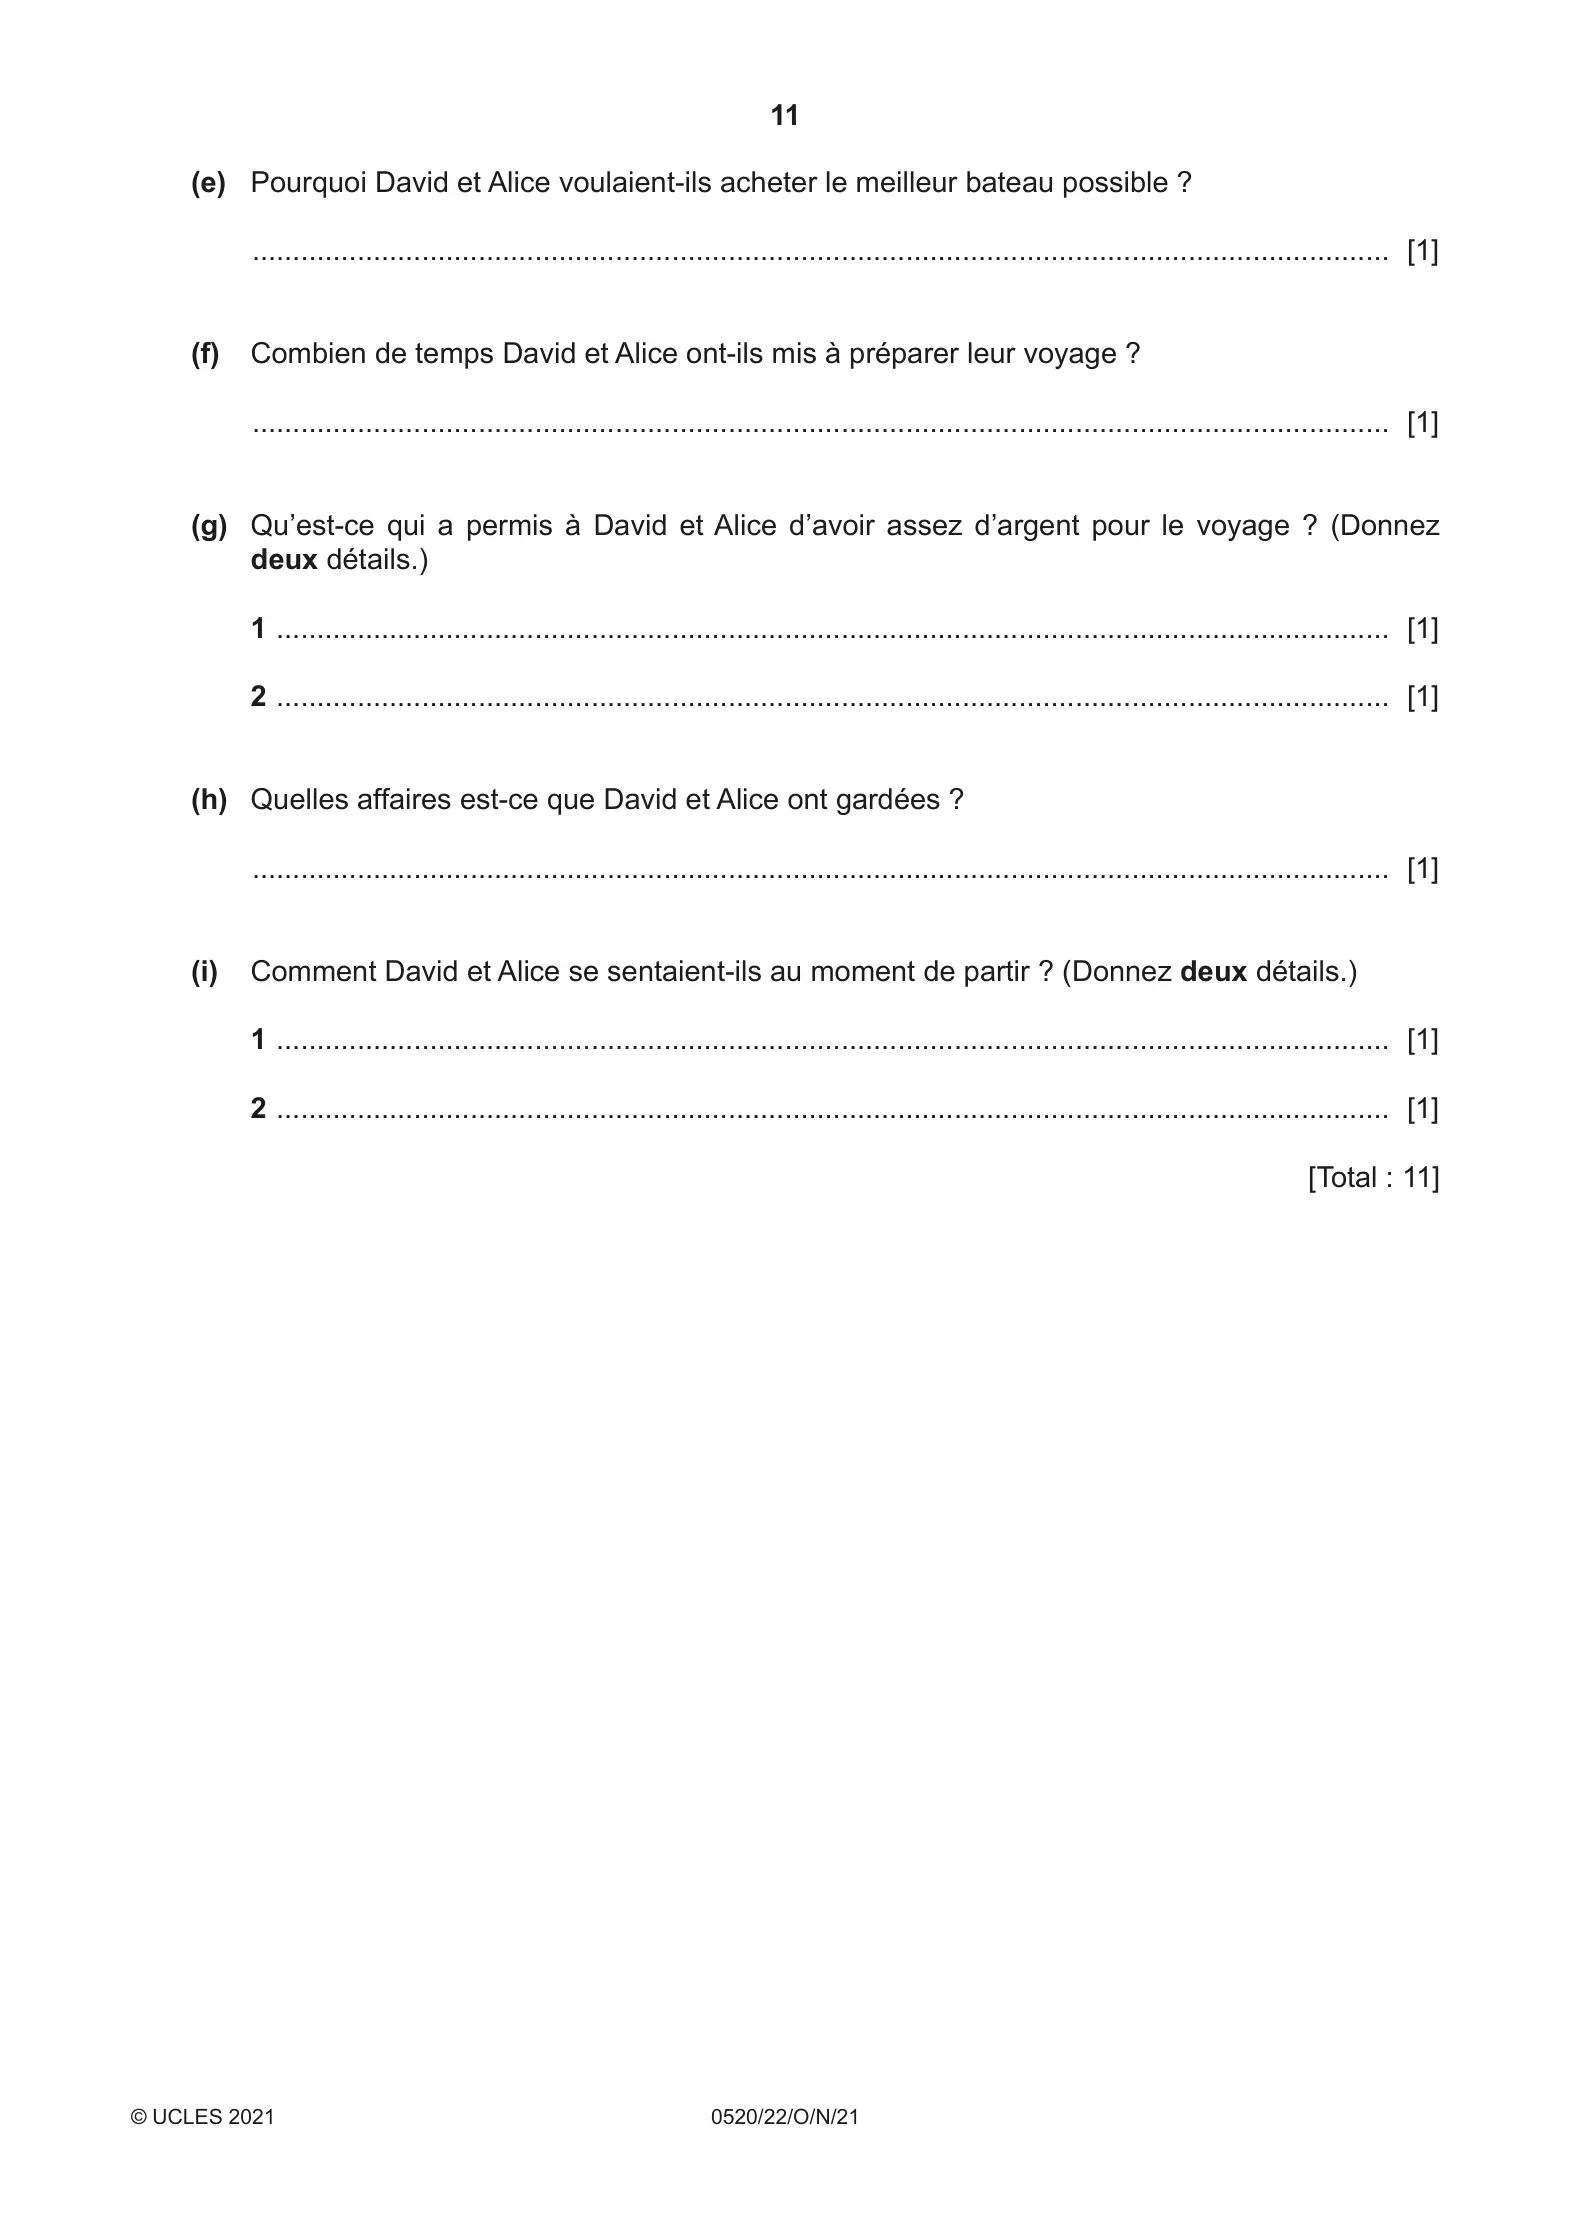 11
(e) Pourquoi David et Alice voulaient-ils acheter le meilleur bateau possible ?
.................................................................................................................................................. [1]
(f) Combien de temps David et Alice ont-ils mis à préparer leur voyage ?
.................................................................................................................................................. [1]
(g) Qu’est-ce qui a permis à David et Alice d’avoir assez d’argent pour le voyage ? (Donnez
deux détails.)
1 ............................................................................................................................................... [1]
2 ............................................................................................................................................... [1]
(h) Quelles affaires est-ce que David et Alice ont gardées ?
.................................................................................................................................................. [1]
(i) Comment David et Alice se sentaient-ils au moment de partir ? (Donnez deux détails.)
1 ............................................................................................................................................... [1]
2 ............................................................................................................................................... [1]
[Total : 11]
© UCLES 2021 0520/22/O/N/21